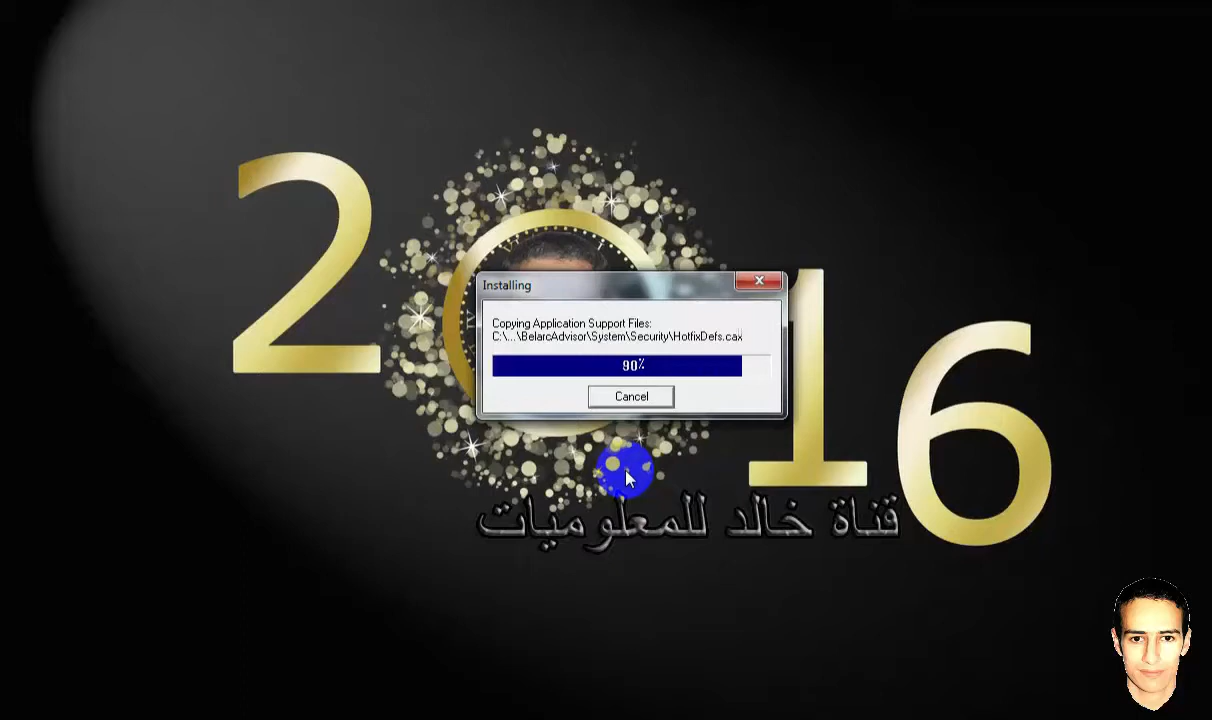 2016
Installing
Copying Application Support Files:
C:\...\BelarcAdvisor\System\Security\HotfixDefs.cax
90%
Cancel
قناة خالد للمعلوميات